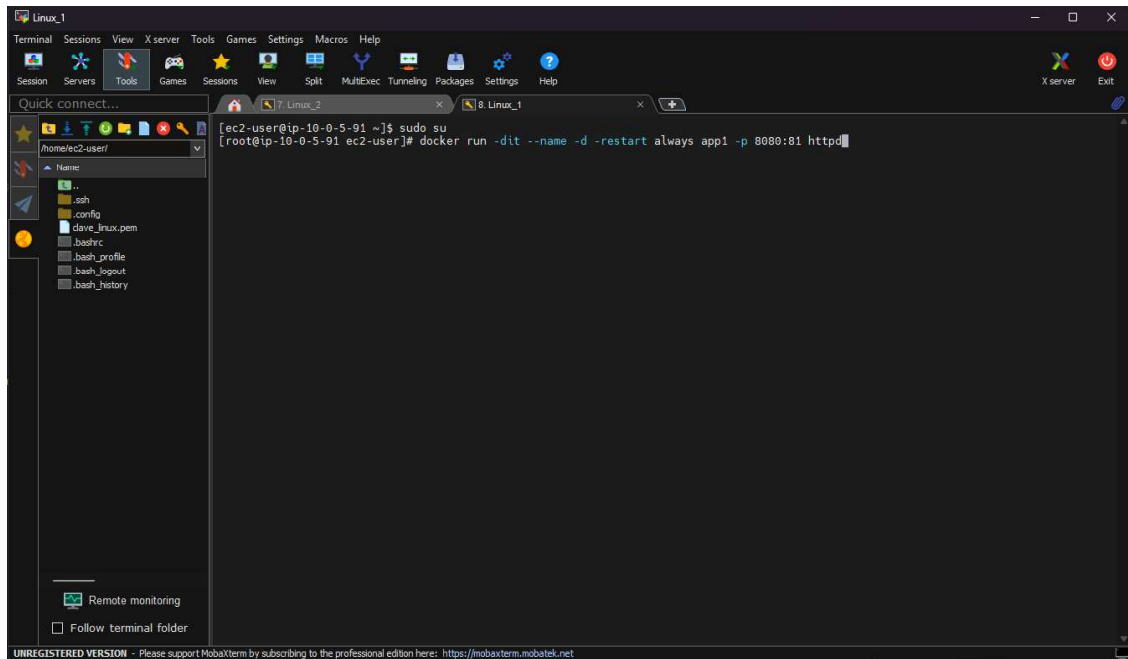 Linux_1
Terminal Sessions View X server Tools Games Settings Macros Help
Session Servers Tools Games Sessions View Split MultiExec Tunneling Packages Settings Help X server Exit
Quick connect...
7. Linux_2
8. Linux_1
/home/ec2-user/
Name
..
.ssh
.config
dave_linux.pem
.bashrc
.bash_profile
.bash_logout
.bash_history
[ec2-user@ip-10-0-5-91 ~]$ sudo su
[root@ip-10-0-5-91 ec2-user]# docker run -dit --name -d -restart always app1 -p 8080:81 httpd
Remote monitoring
Follow terminal folder
UNREGISTERED VERSION - Please support MobaXterm by subscribing to the professional edition here: https://mobaxterm.mobatek.net